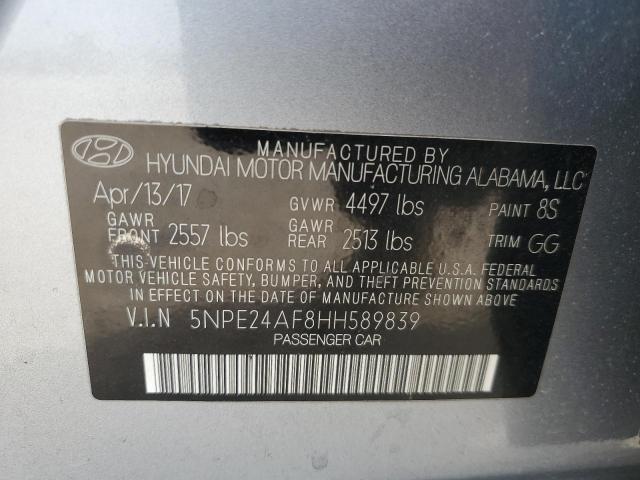 MANUFACTURED BY
HYUNDAI MOTOR MANUFACTURING ALABAMA, LLC
Apr/13/17 GVWR 4497 lbs PAINT 8S
GAWR FRONT 2557 lbs GAWR REAR 2513 lbs TRIM GG
THIS VEHICLE CONFORMS TO ALL APPLICABLE U.S.A. FEDERAL
MOTOR VEHICLE SAFETY, BUMPER, AND THEFT PREVENTION STANDARDS
IN EFFECT ON THE DATE OF MANUFACTURE SHOWN ABOVE.
V.I.N 5NPE24AF8HH589839
PASSENGER CAR